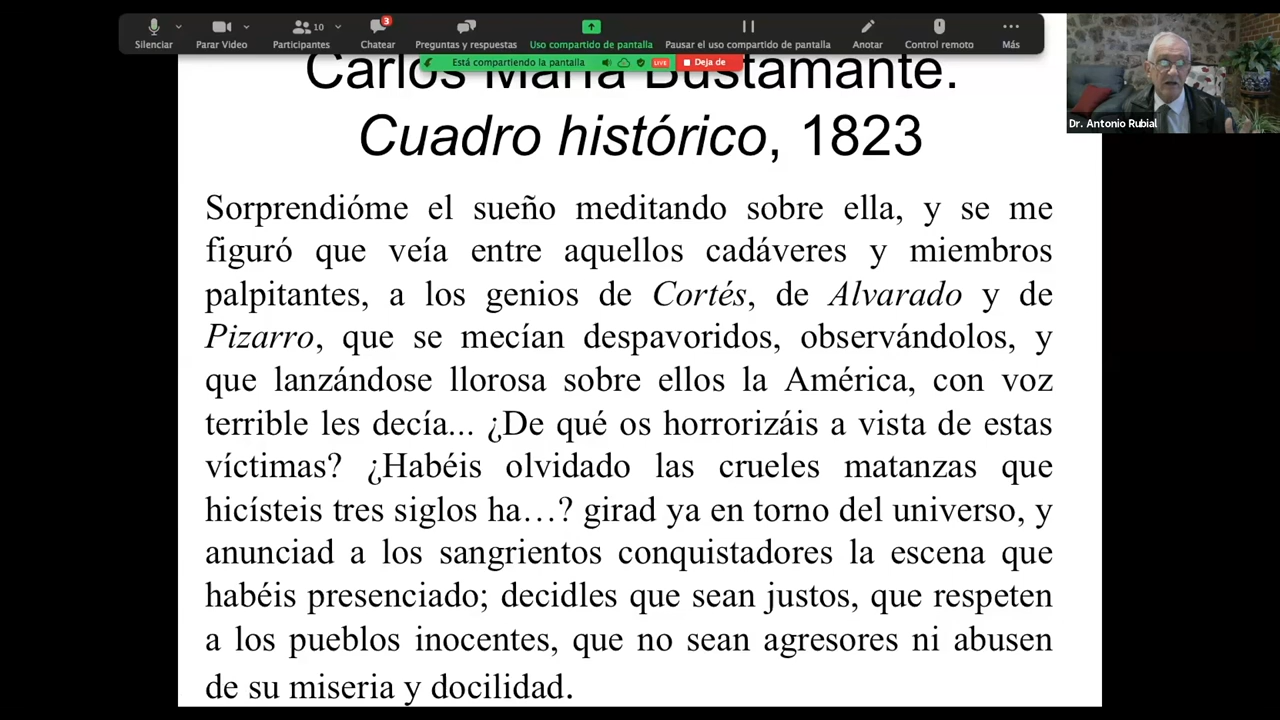 10
3
Silenciar
Parar Video
Participantes
Chatear
Preguntas y respuestas
Uso compartido de pantalla
Pausar el uso compartido de pantalla
Anotar
Control remoto
Más
Está compartiendo la pantalla
LIVE
Deja de
Dr. Antonio Rubial
Carlos María Bustamante.
Cuadro histórico, 1823
Sorprendióme el sueño meditando sobre ella, y se me
figuró que veía entre aquellos cadáveres y miembros
palpitantes, a los genios de Cortés, de Alvarado y de
Pizarro, que se mecían despavoridos, observándolos, y
que lanzándose llorosa sobre ellos la América, con voz
terrible les decía... ¿De qué os horrorizáis a vista de estas
víctimas? ¿Habéis olvidado las crueles matanzas que
hicísteis tres siglos ha…? girad ya en torno del universo, y
anunciad a los sangrientos conquistadores la escena que
habéis presenciado; decidles que sean justos, que respeten
a los pueblos inocentes, que no sean agresores ni abusen
de su miseria y docilidad.